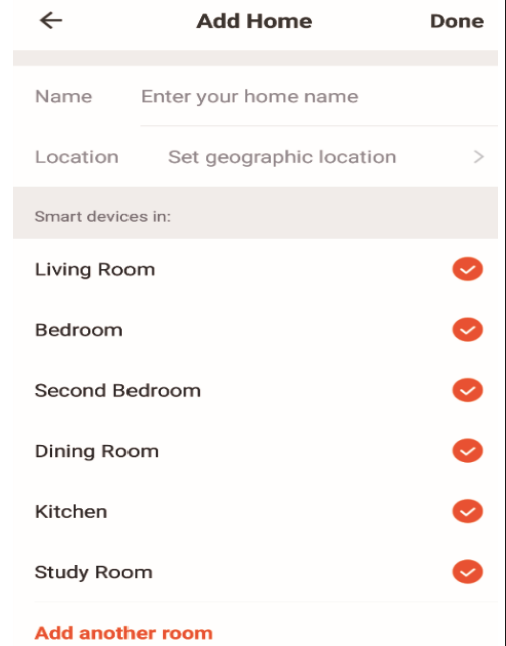 Add Home Done
Name Enter your home name
Location Set geographic location
Smart devices in:
Living Room
Bedroom
Second Bedroom
Dining Room
Kitchen
Study Room
Add another room